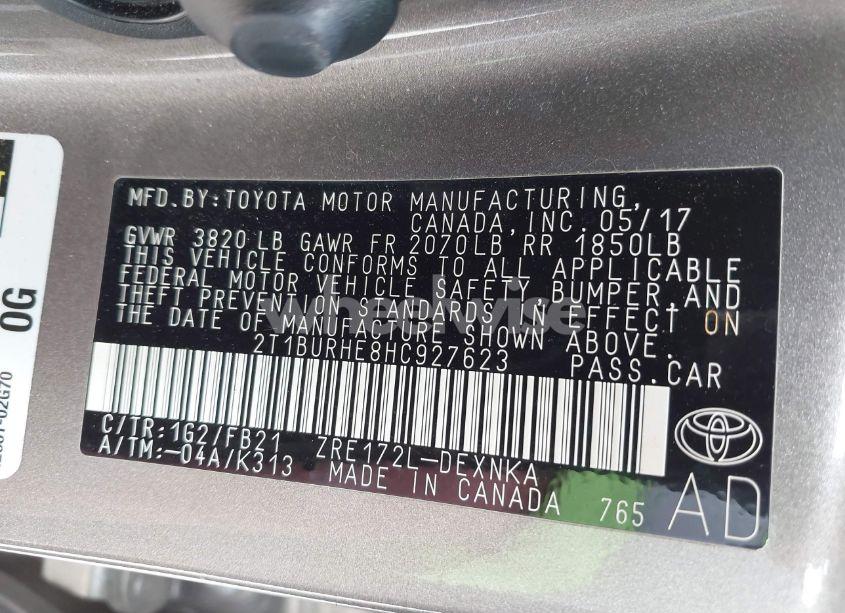 MFD.BY:TOYOTA MOTOR MANUFACTURING,
CANADA,INC. 05/17
GVWR 3820 LB GAWR FR 2070LB, RR 1850LB
THIS VEHICLE CONFORMS TO ALL APPLICABLE
FEDERAL MOTOR VEHICLE SAFETY, BUMPER,AND
THEFT PREVENTION STANDARDS IN EFFECT ON
THE DATE OF MANUFACTURE SHOWN ABOVE.
2T1BURHE8HC927623 PASS.CAR
C/TR:1G2/FB21 ZRE172L-DEXNKA
A/TM:-04A/K313 MADE IN CANADA 765 AD
wheelwise
0G
-02G70